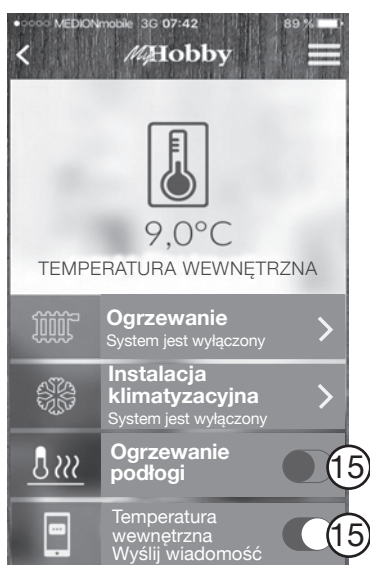 MEDIONmobile 3G 07:42 89 %
MyHobby
9,0°C
TEMPERATURA WEWNĘTRZNA
Ogrzewanie
System jest wyłączony
Instalacja
klimatyzacyjna
System jest wyłączony
Ogrzewanie
podłogi
15
Temperatura
wewnętrzna
Wyślij wiadomość
15